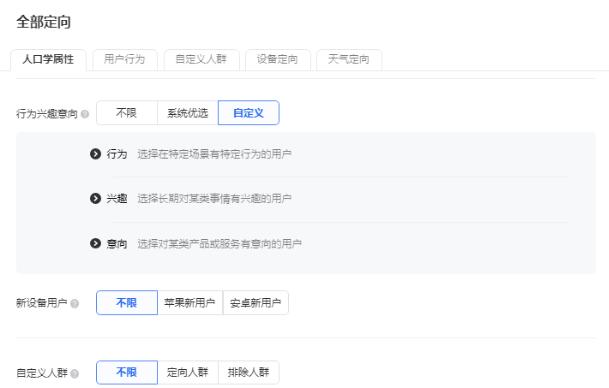 全部定向
人口学属性 用户行为 自定义人群 设备定向 天气定向
行为兴趣意向 不限 系统优选 自定义
行为 选择在特定场景有特定行为的用户
兴趣 选择长期对某类事情有兴趣的用户
意向 选择对某类产品或服务有意向的用户
新设备用户 不限 苹果新用户 安卓新用户
自定义人群 不限 定向人群 排除人群